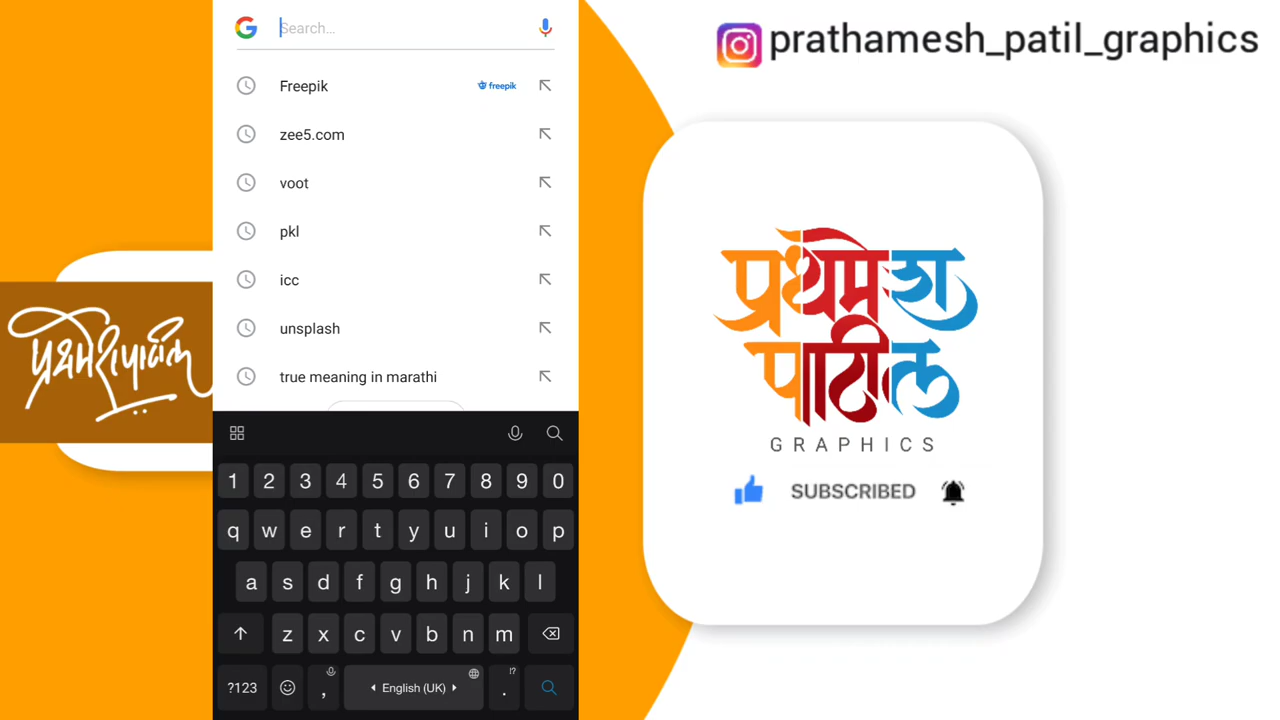 Search...
Freepik
freepik
zee5.com
voot
pkl
icc
unsplash
true meaning in marathi
1 2 3 4 5 6 7 8 9 0
q w e r t y u i o p
a s d f g h j k l
z x c v b n m
?123 , English (UK) . !?
prathamesh_patil_graphics
प्रथमेश
पाटील
GRAPHICS
SUBSCRIBED
प्रथमेश पाटील